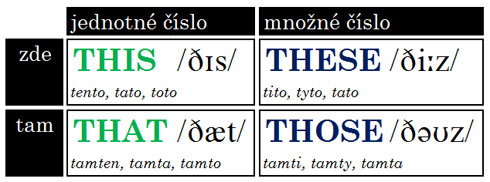 jednotné číslo množné číslo
zde THIS /ðɪs/ THESE /ðiːz/
tento, tato, toto tito, tyto, tato
tam THAT /ðæt/ THOSE /ðəʊz/
tamten, tamta, tamto tamti, tamty, tamta